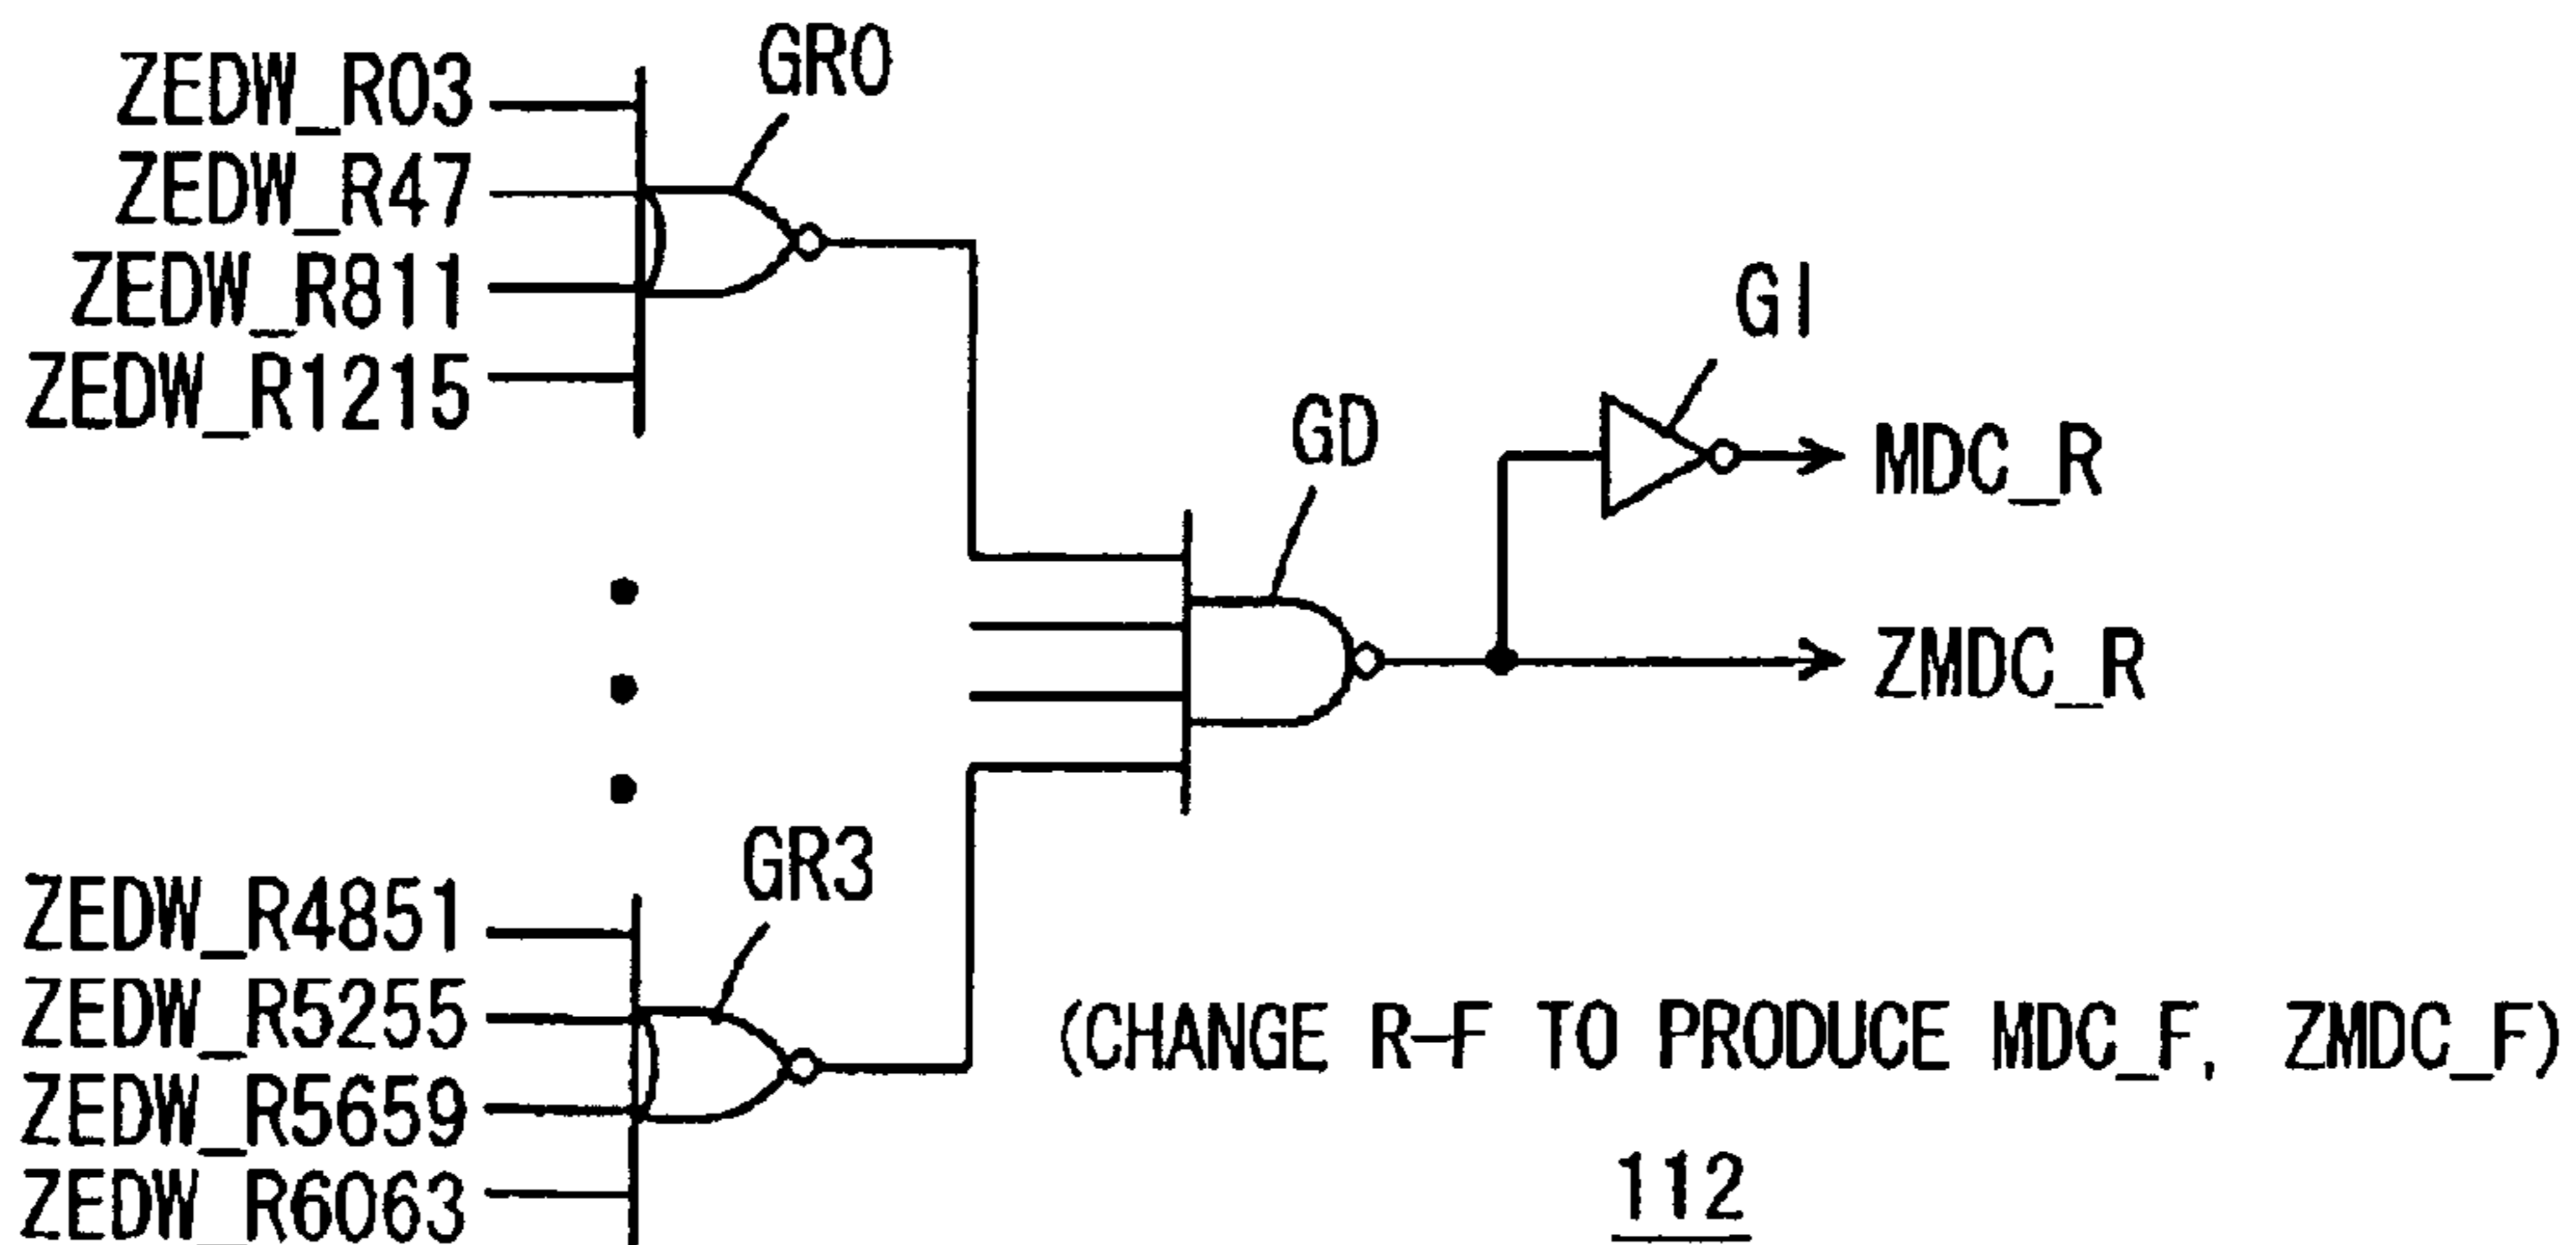 ZEDW_R03
ZEDW_R47
ZEDW_R811
ZEDW_R1215
GR0
GI
MDC_R
GD
ZMDC_R
GR3
ZEDW_R4851
ZEDW_R5255
ZEDW_R5659
ZEDW_R6063
(CHANGE R-F TO PRODUCE MDC_F, ZMDC_F)
112